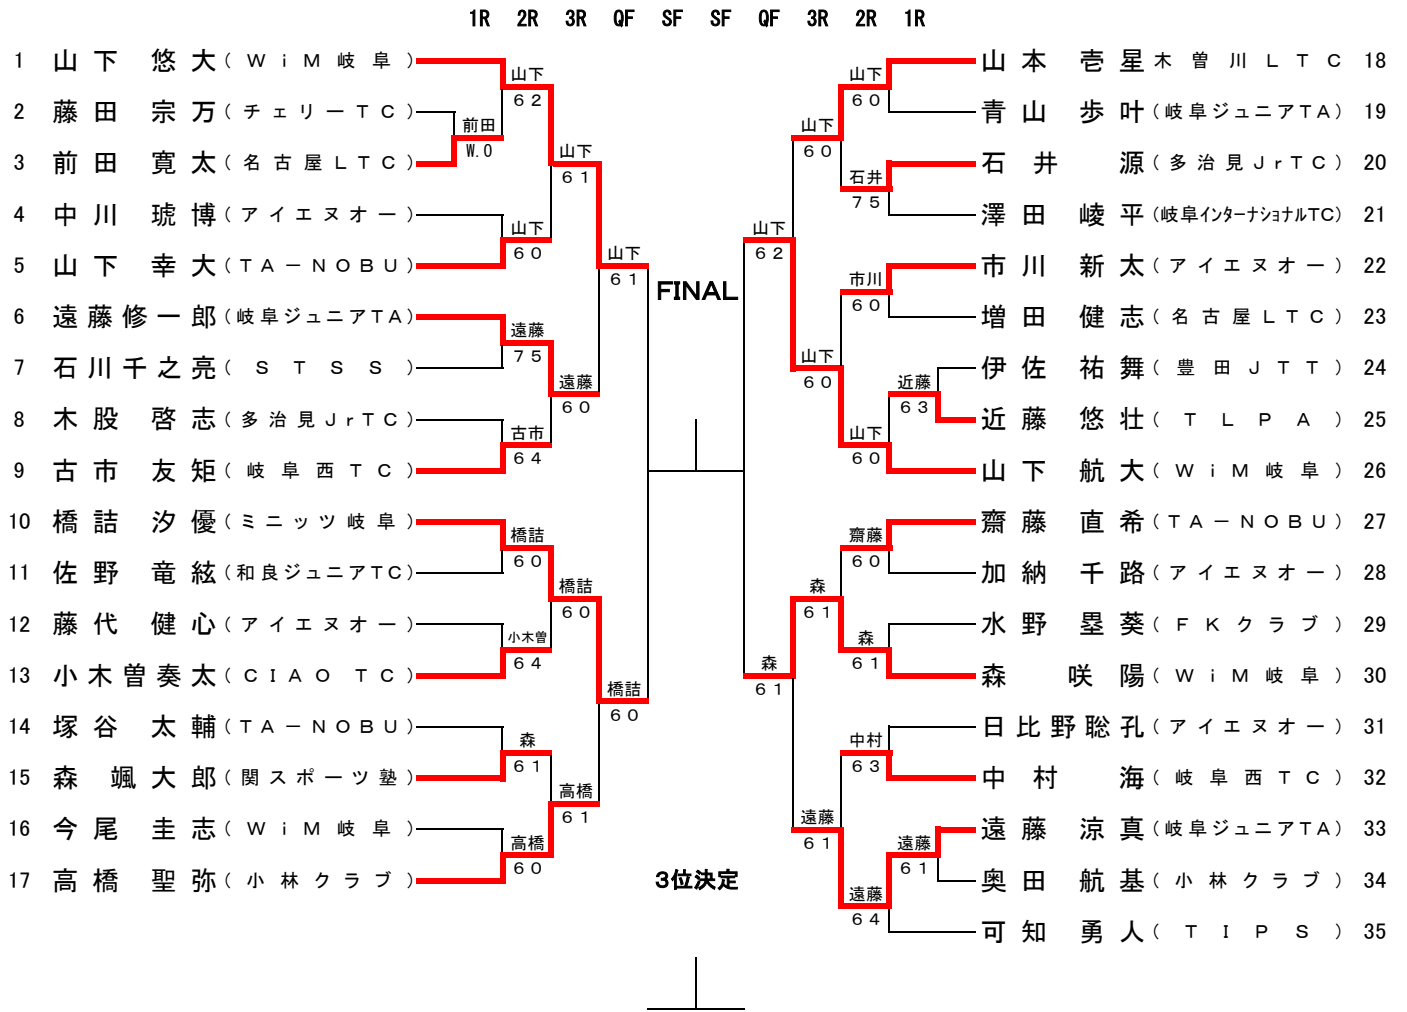 1R 2R 3R QF SF SF QF 3R 2R 1R
1 山下 悠大 (WiM岐阜)
2 藤田 宗万 (チェリーTC)
3 前田 寛太 (名古屋LTC)
4 中川 琥博 (アイエヌオー)
5 山下 幸大 (TA－NOBU)
6 遠藤修一郎 (岐阜ジュニアTA)
7 石川千之亮 (STSS)
8 木股 啓志 (多治見JrTC)
9 古市 友矩 (岐阜西TC)
10 橋詰 汐優 (ミニッツ岐阜)
11 佐野 竜絃 (和良ジュニアTC)
12 藤代 健心 (アイエヌオー)
13 小木曽奏太 (CIAO TC)
14 塚谷 太輔 (TA－NOBU)
15 森 颯大郎 (関スポーツ塾)
16 今尾 圭志 (WiM岐阜)
17 高橋 聖弥 (小林クラブ)
前田
W.0
山下
62
山下
60
遠藤
75
古市
64
橋詰
60
小木曽
64
森
61
高橋
60
山下
61
遠藤
60
橋詰
60
高橋
61
山下
61
橋詰
60
FINAL
3位決定
山下
62
森
61
山下
60
山下
60
森
61
遠藤
61
山下
60
石井
75
市川
60
山下
60
齋藤
60
森
61
中村
63
遠藤
64
近藤
63
遠藤
61
山本 壱星 木曽川LTC 18
青山 歩叶 (岐阜ジュニアTA) 19
石井 源 (多治見JrTC) 20
澤田 崚平 (岐阜インターナショナルTC) 21
市川 新太 (アイエヌオー) 22
増田 健志 (名古屋LTC) 23
伊佐 祐舞 (豊田JTT) 24
近藤 悠壮 (TLPA) 25
山下 航大 (WiM岐阜) 26
齋藤 直希 (TA－NOBU) 27
加納 千路 (アイエヌオー) 28
水野 塁葵 (FKクラブ) 29
森 咲陽 (WiM岐阜) 30
日比野聡孔 (アイエヌオー) 31
中村 海 (岐阜西TC) 32
遠藤 涼真 (岐阜ジュニアTA) 33
奥田 航基 (小林クラブ) 34
可知 勇人 (TIPS) 35